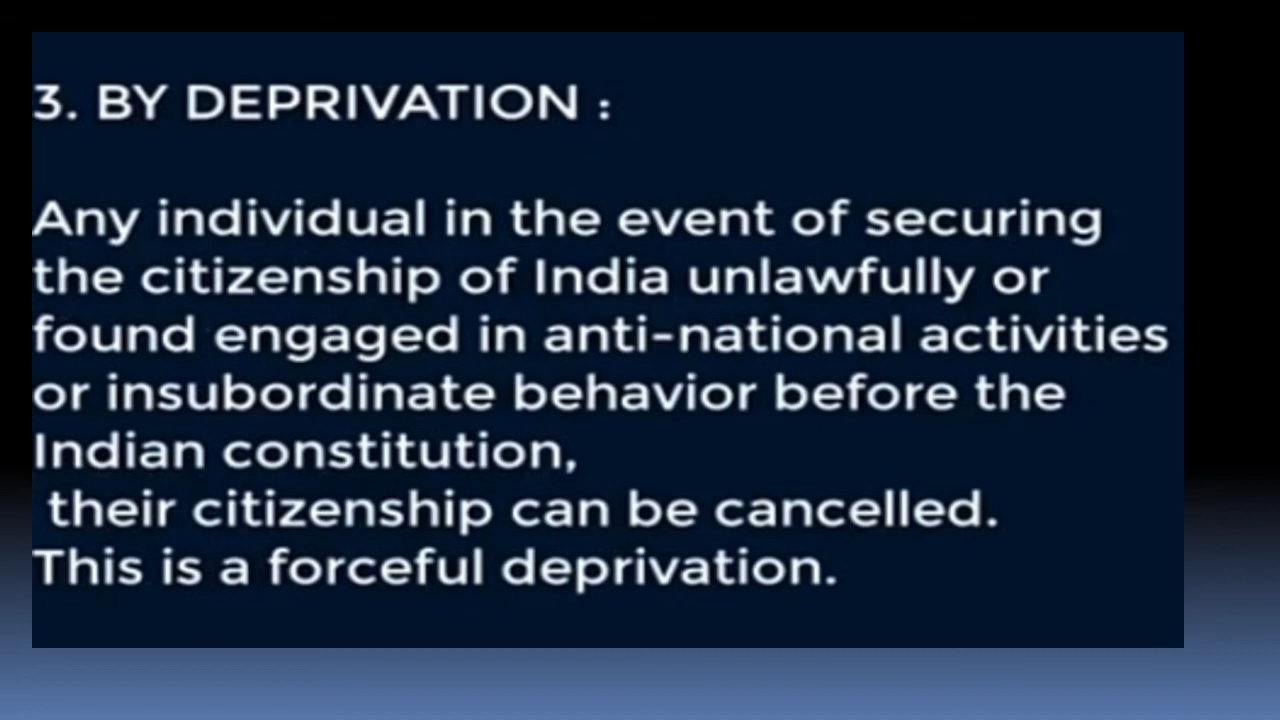 3. BY DEPRIVATION :
Any individual in the event of securing
the citizenship of India unlawfully or
found engaged in anti-national activities
or insubordinate behavior before the
Indian constitution,
their citizenship can be cancelled.
This is a forceful deprivation.